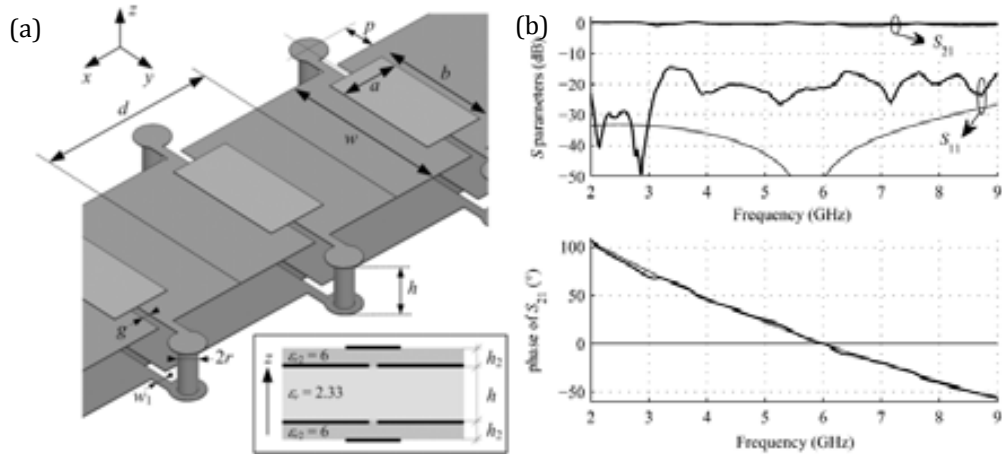 (a)
z
x
y
d
p
b
a
w
h
g
2r
w₁
z
εᵣ₂ = 6
h₂
εᵣ = 2.33
h
εᵣ₂ = 6
h₂
(b)
S parameters (dB)
0
−10
−20
−30
−40
−50
S₂₁
S₁₁
2 3 4 5 6 7 8 9
Frequency (GHz)
phase of S₂₁ (°)
100
50
0
−50
2 3 4 5 6 7 8 9
Frequency (GHz)